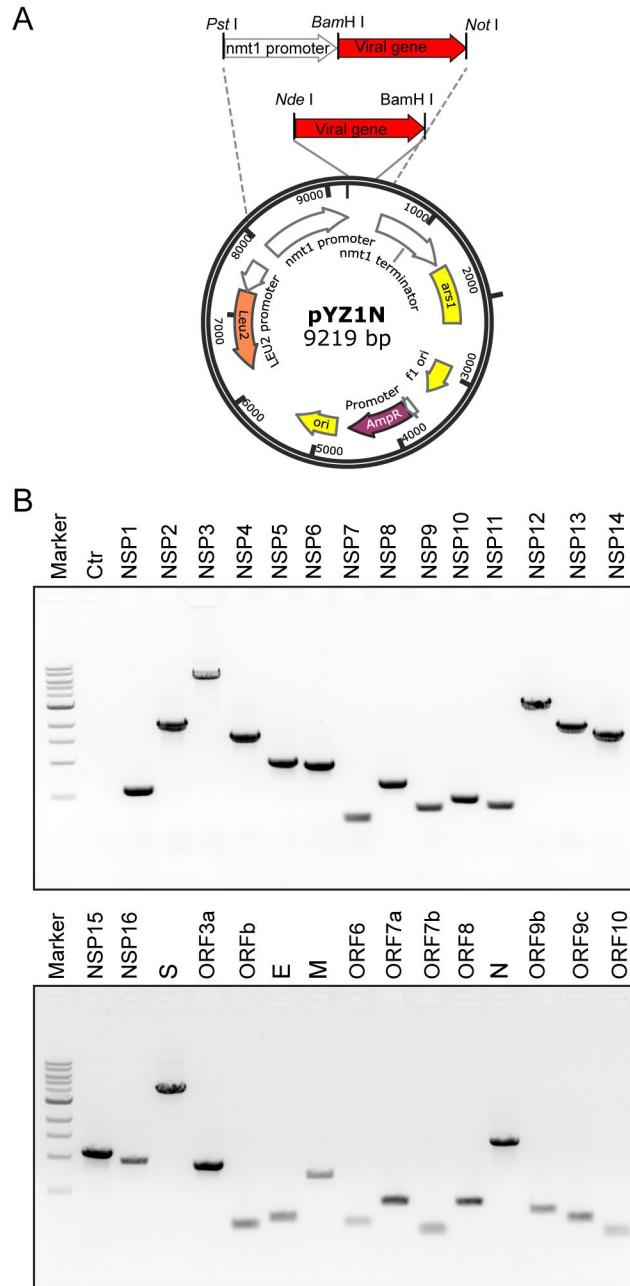 A
Pst I
BamH I
Not I
nmt1 promoter
Viral gene
Nde I
BamH I
Viral gene
9000
1000
8000
nmt1 promoter
nmt1 terminator
2000
ars1
LEU2 promoter
Leu2
7000
pYZ1N
9219 bp
f1 ori
3000
6000
Promoter
AmpR
ori
4000
5000
B
Marker Ctr NSP1 NSP2 NSP3 NSP4 NSP5 NSP6 NSP7 NSP8 NSP9 NSP10 NSP11 NSP12 NSP13 NSP14
Marker NSP15 NSP16 S ORF3a ORFb E M ORF6 ORF7a ORF7b ORF8 N ORF9b ORF9c ORF10